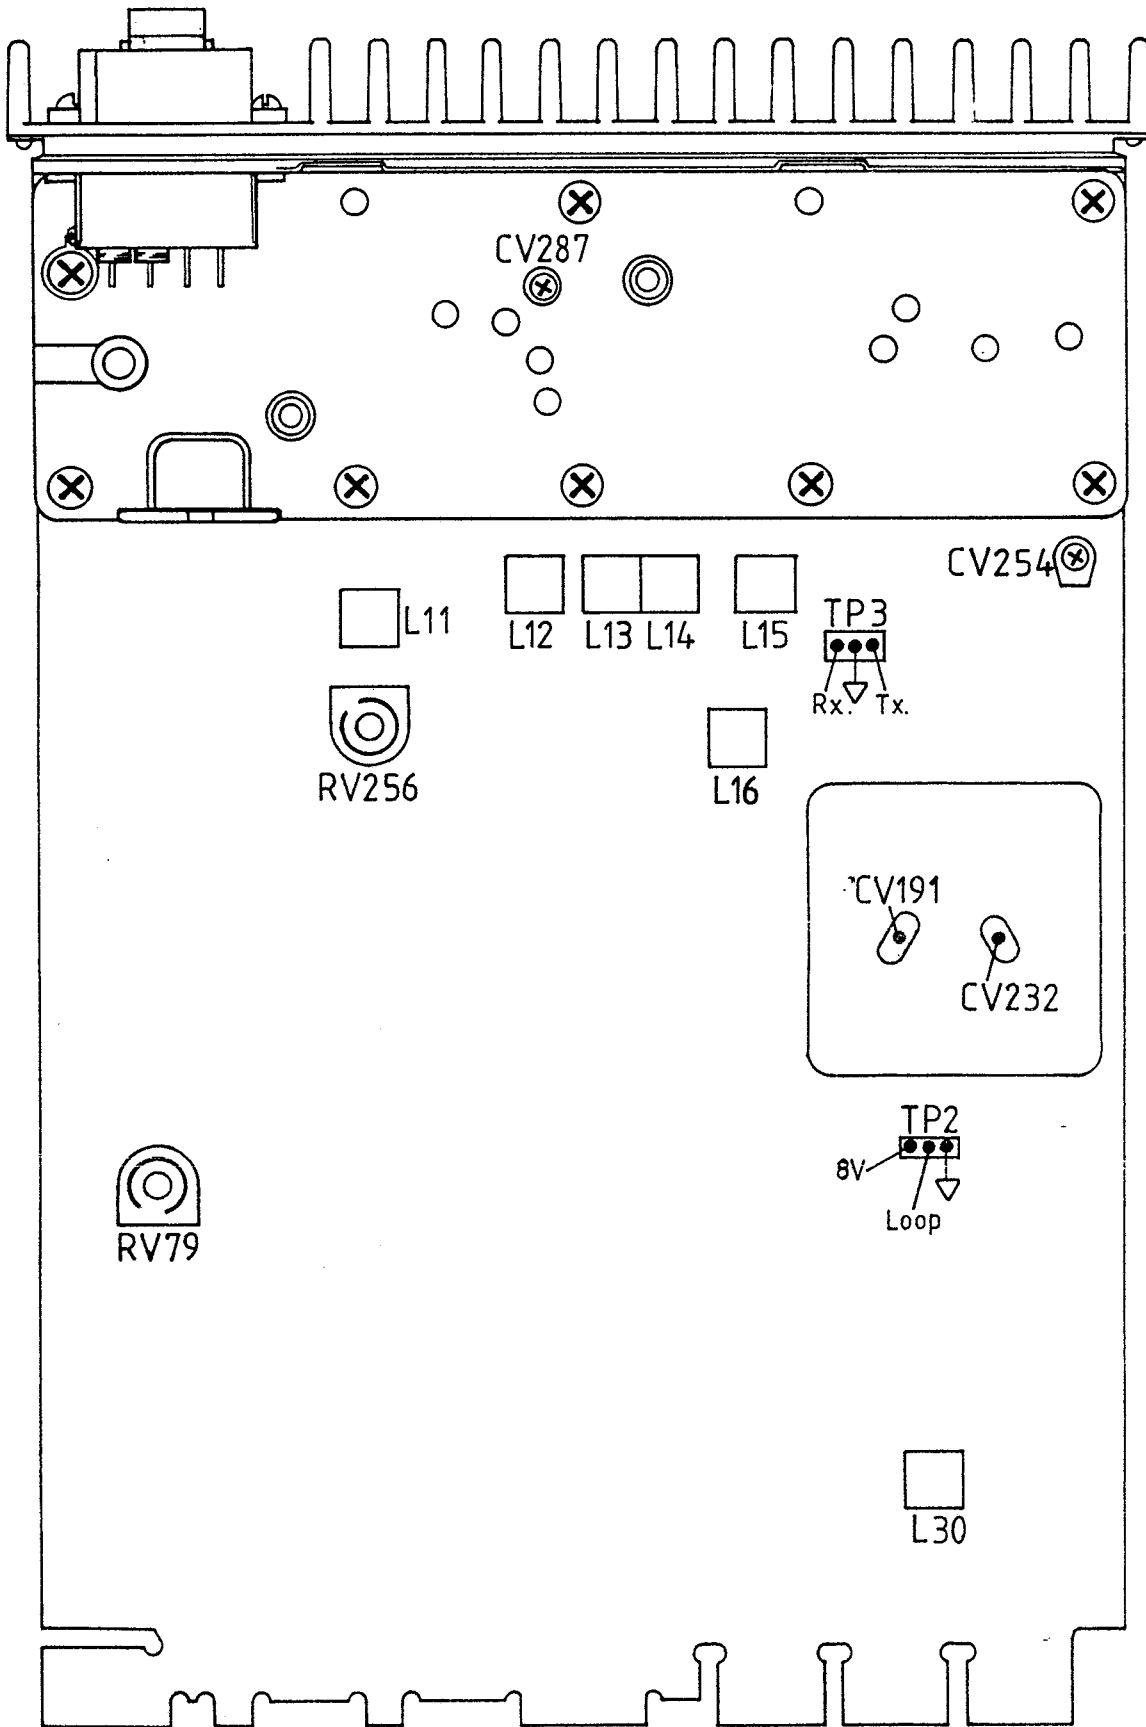 CV287
CV254
L11
L12
L13
L14
L15
TP3
Rx.
Tx.
RV256
L16
CV191
CV232
TP2
8V
Loop
RV79
L30